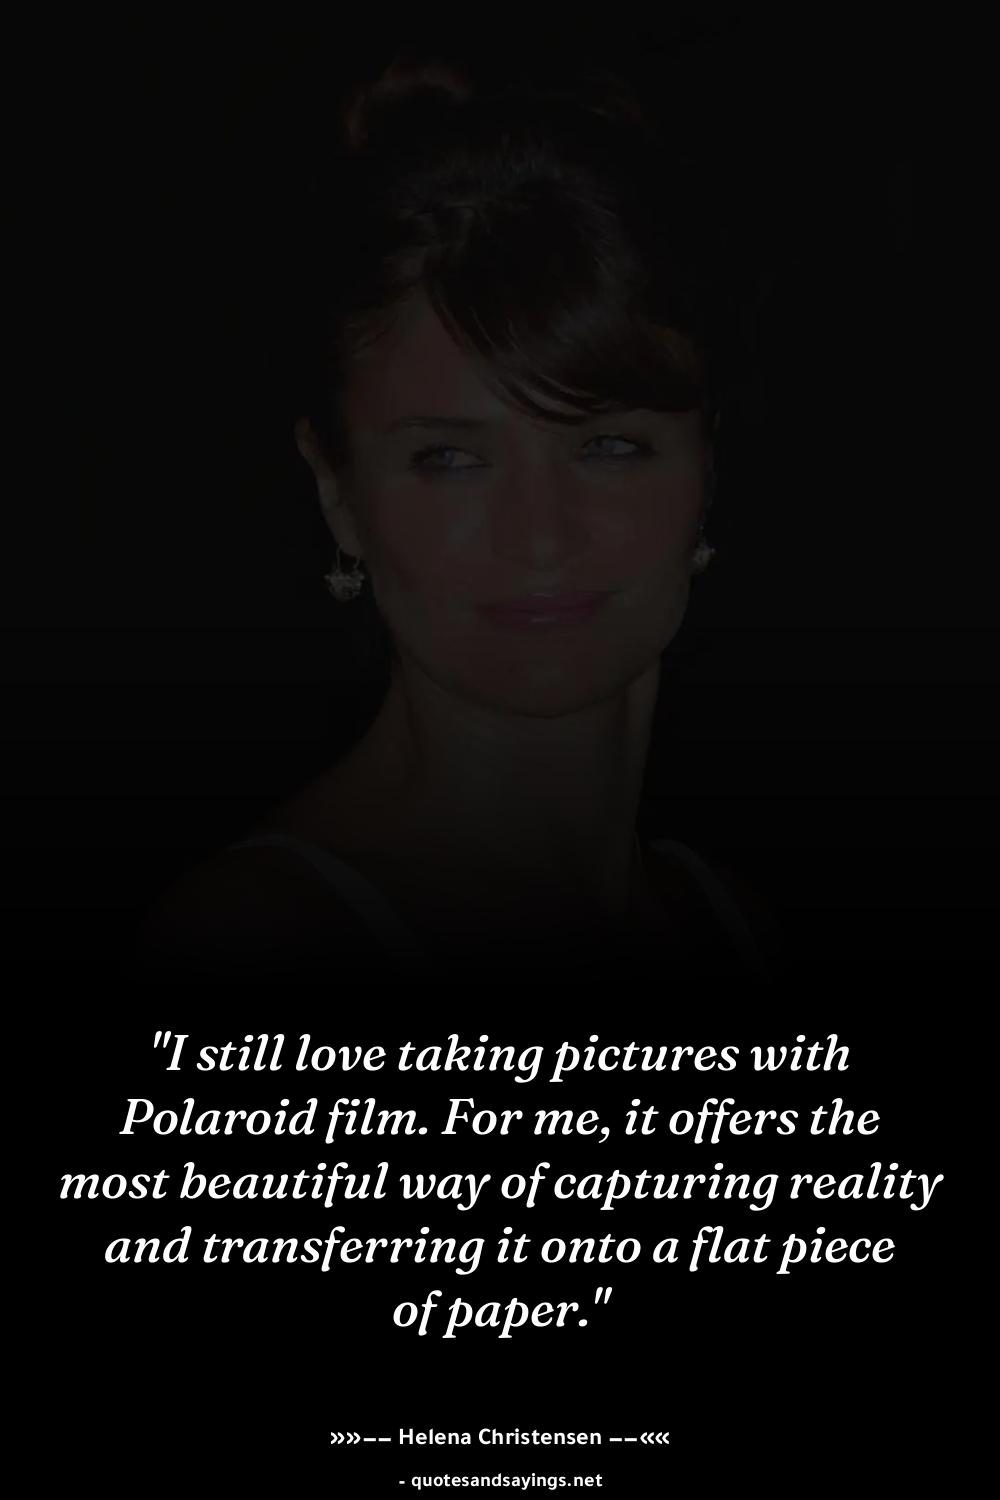 "I still love taking pictures with
Polaroid film. For me, it offers the
most beautiful way of capturing reality
and transferring it onto a flat piece
of paper."
»»−− Helena Christensen −−««
- quotesandsayings.net